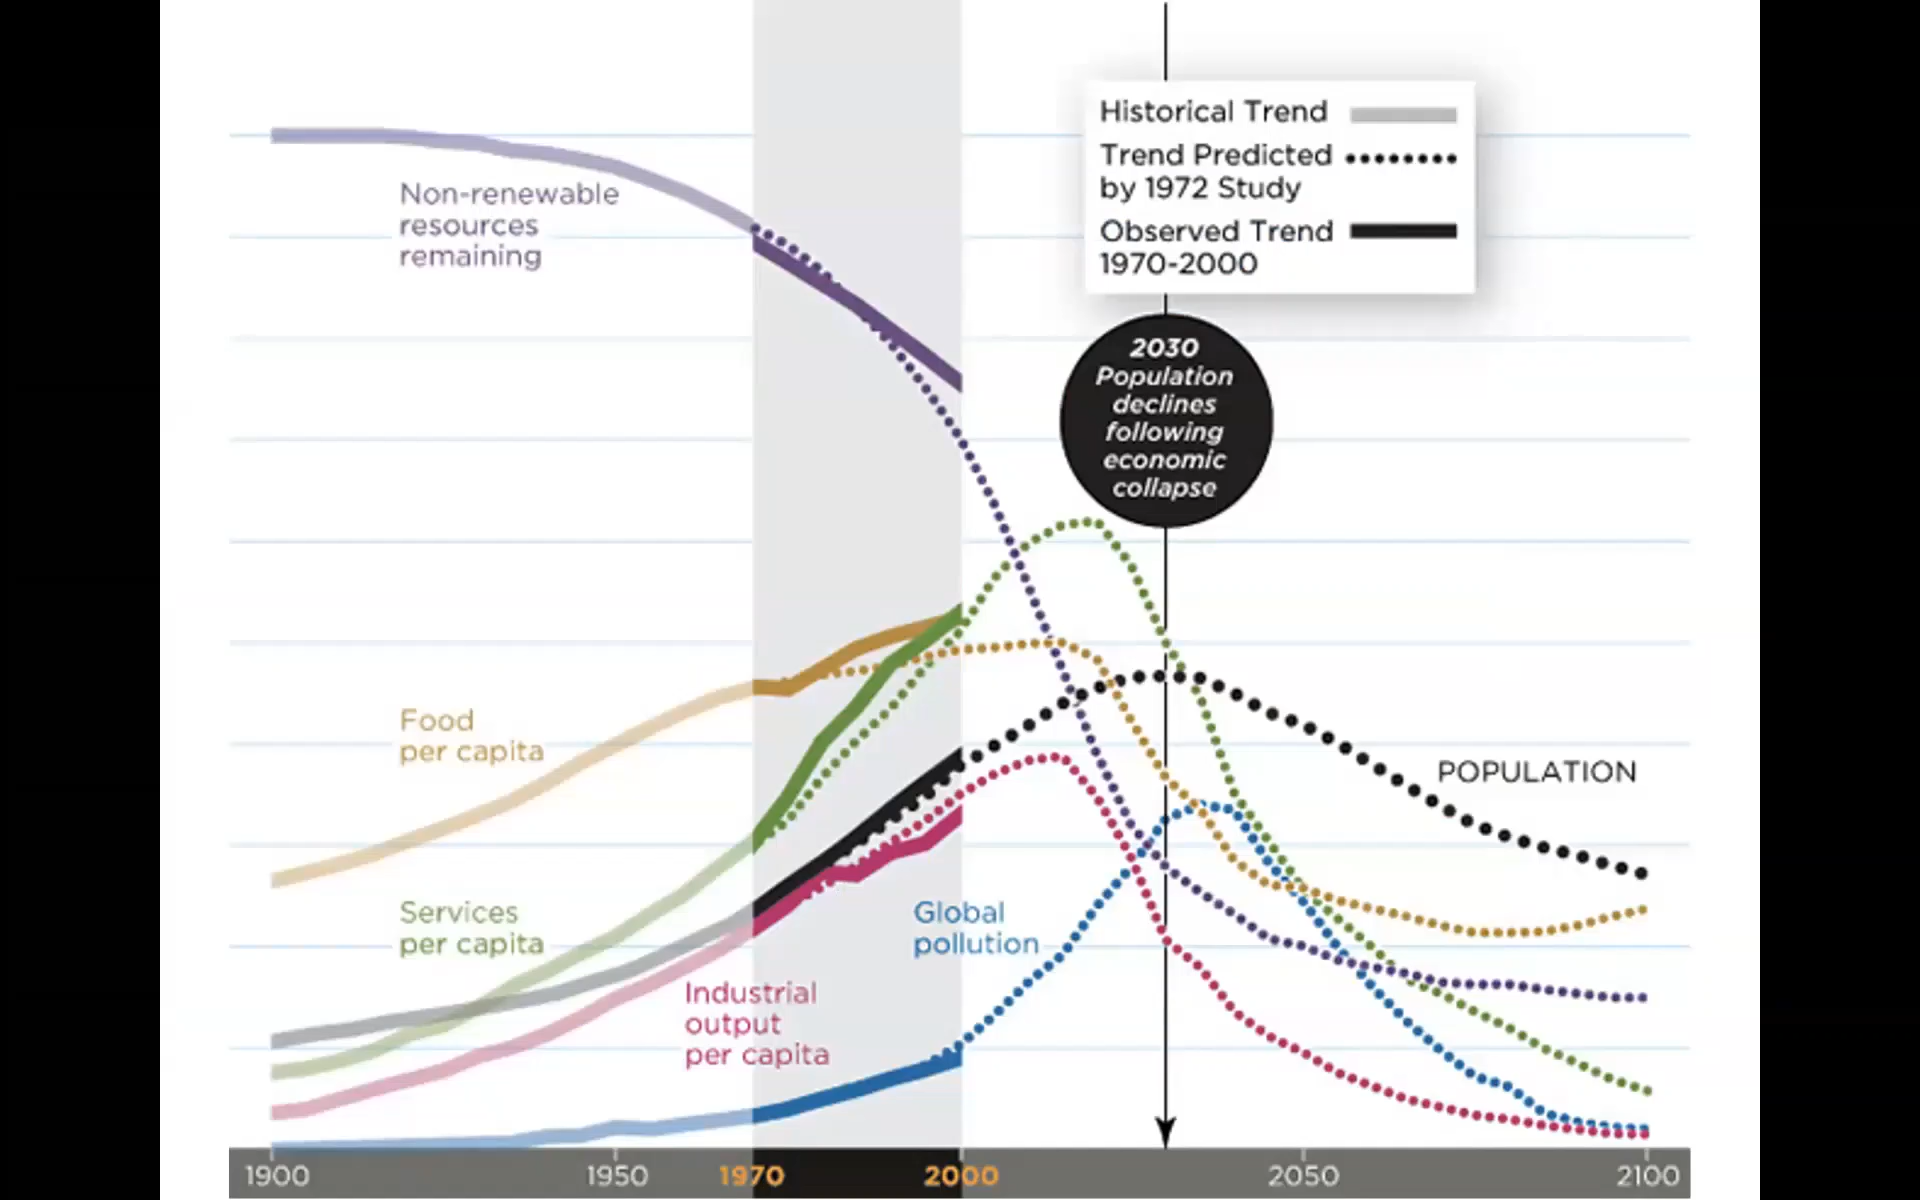 Historical Trend
Trend Predicted
by 1972 Study
Observed Trend
1970-2000
Non-renewable
resources
remaining
2030
Population
declines
following
economic
collapse
Food
per capita
POPULATION
Services
per capita
Global
pollution
Industrial
output
per capita
1900 1950 1970 2000 2050 2100